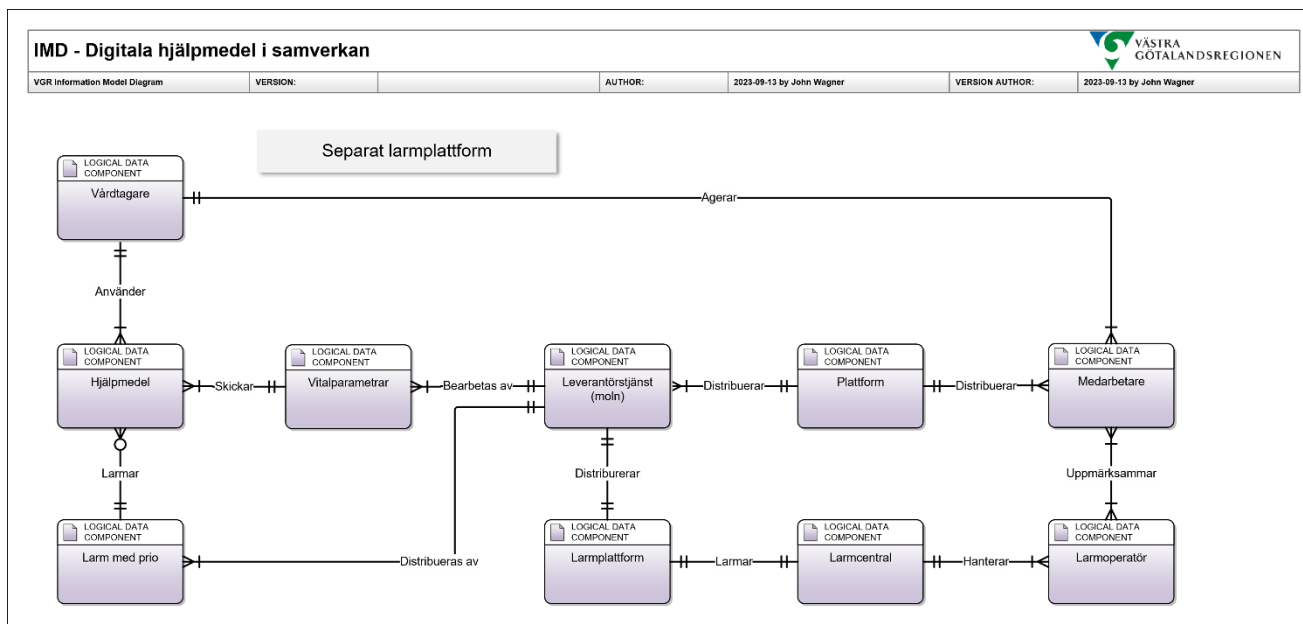 IMD - Digitala hjälpmedel i samverkan
VÄSTRA
GÖTALANDSREGIONEN
VGR Information Model Diagram
VERSION:
AUTHOR:
2023-09-13 by John Wagner
VERSION AUTHOR:
2023-09-13 by John Wagner
Separat larmplattform
LOGICAL DATA
COMPONENT
Vårdtagare
Agerar
Använder
LOGICAL DATA
COMPONENT
Hjälpmedel
Skickar
LOGICAL DATA
COMPONENT
Vitalparametrar
Bearbetas av
LOGICAL DATA
COMPONENT
Leverantörstjänst
(moln)
Distribuerar
LOGICAL DATA
COMPONENT
Plattform
Distribuerar
LOGICAL DATA
COMPONENT
Medarbetare
Larmar
Distriburerar
Uppmärksammar
LOGICAL DATA
COMPONENT
Larm med prio
Distribueras av
LOGICAL DATA
COMPONENT
Larmplattform
Larmar
LOGICAL DATA
COMPONENT
Larmcentral
Hanterar
LOGICAL DATA
COMPONENT
Larmoperatör